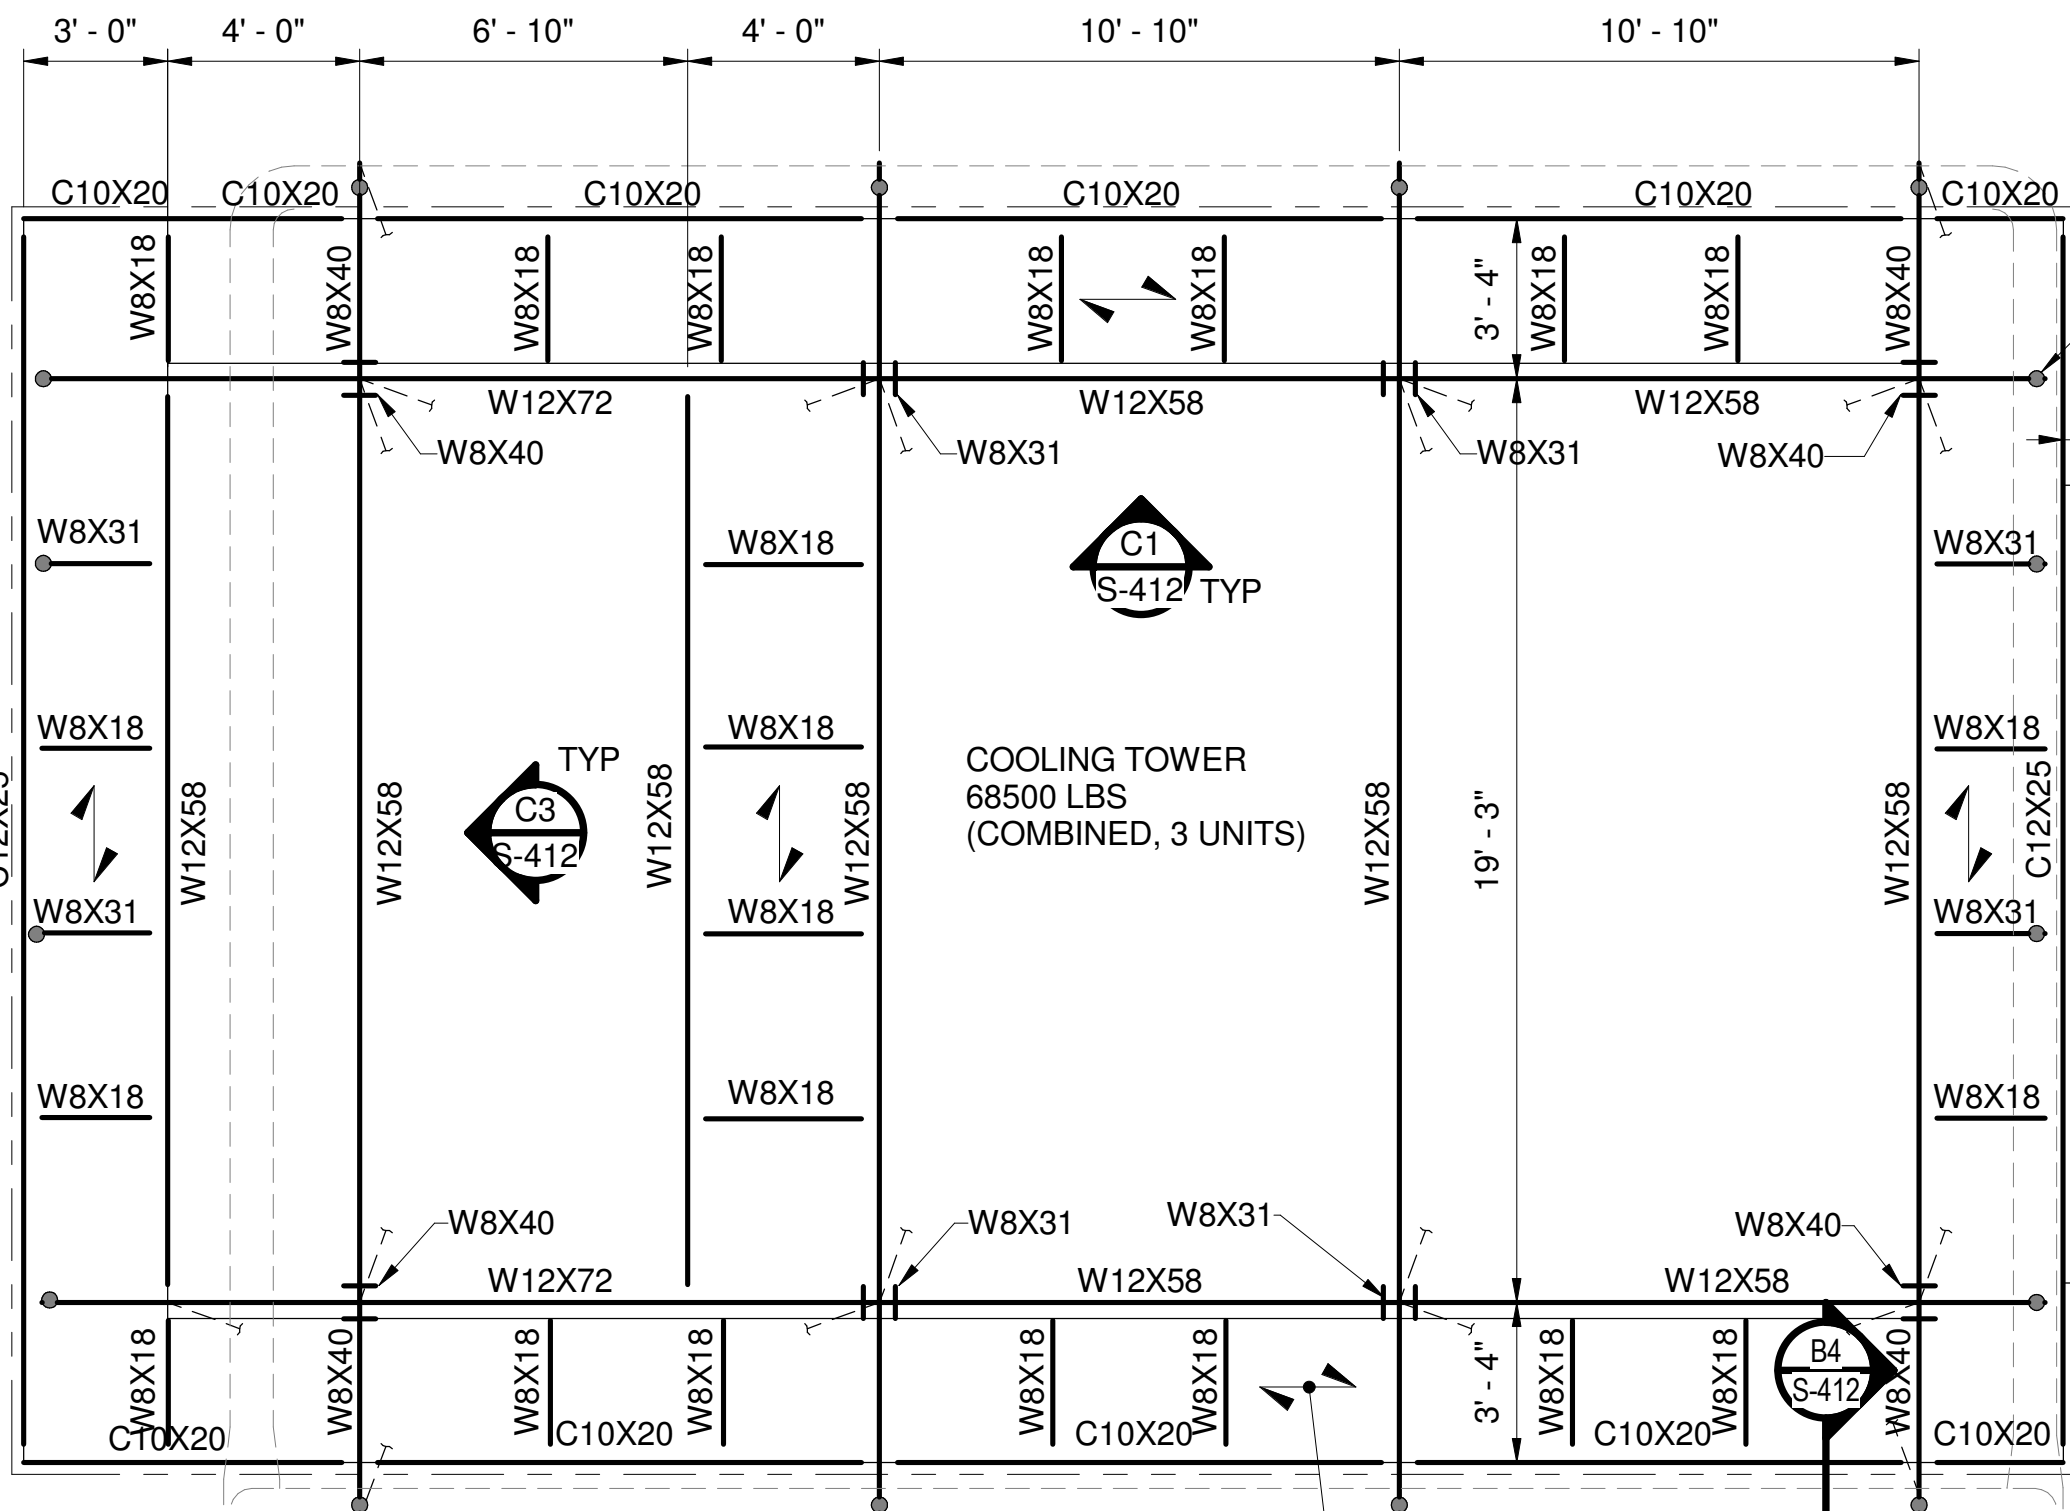 3' - 0"
4' - 0"
6' - 10"
4' - 0"
10' - 10"
10' - 10"
C10X20
C10X20
C10X20
C10X20
C10X20
C10X20
W8X18
W8X40
W8X18
W8X18
W8X18
W8X18
3' - 4"
W8X18
W8X18
W8X40
W12X72
W12X58
W12X58
W8X40
W8X31
W8X31
W8X40
W8X31
W8X18
C1
S-412
TYP
W8X31
W8X18
W8X18
W8X18
TYP
C3
S-412
COOLING TOWER
68500 LBS
(COMBINED, 3 UNITS)
W12X58
W12X58
W12X58
W12X58
W12X58
19' - 3"
W12X58
C12X25
W8X31
W8X18
W8X31
W8X18
W8X18
W8X18
W8X40
W8X31
W8X31
W8X40
W12X72
W12X58
W12X58
W8X18
W8X40
W8X18
W8X18
W8X18
W8X18
3' - 4"
W8X18
W8X18
B4
S-412
W8X40
C10X20
C10X20
C10X20
C10X20
C10X20